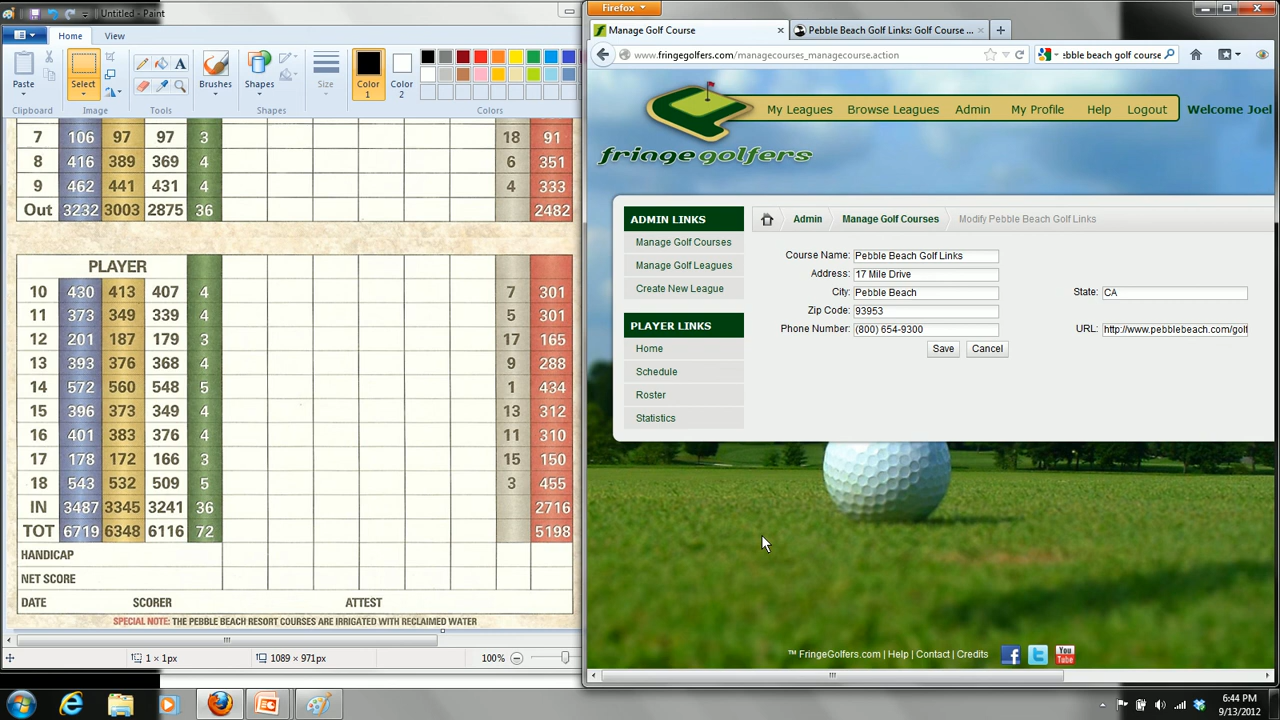 Untitled - Paint
Home View
Paste Select Brushes Shapes Size Color 1 Color 2
Clipboard Image Tools Shapes Colors
7 106 97 97 3 18 91
8 416 389 369 4 6 351
9 462 441 431 4 4 333
Out 3232 3003 2875 36 2482
PLAYER
10 430 413 407 4 7 301
11 373 349 339 4 5 301
12 201 187 179 3 17 165
13 393 376 368 4 9 288
14 572 560 548 5 1 434
15 396 373 349 4 13 312
16 401 383 376 4 11 310
17 178 172 166 3 15 150
18 543 532 509 5 3 455
IN 3487 3345 3241 36 2716
TOT 6719 6348 6116 72 5198
HANDICAP
NET SCORE
DATE SCORER ATTEST
SPECIAL NOTE: THE PEBBLE BEACH RESORT COURSES ARE IRRIGATED WITH RECLAIMED WATER
1 × 1px 1089 × 971px 100%
Firefox
Manage Golf Course
Pebble Beach Golf Links: Golf Course ...
www.fringegolfers.com/managecourses_managecourse.action
bble beach golf course
My Leagues Browse Leagues Admin My Profile Help Logout Welcome Joel
fringegolfers
ADMIN LINKS
Manage Golf Courses
Manage Golf Leagues
Create New League
PLAYER LINKS
Home
Schedule
Roster
Statistics
Admin Manage Golf Courses Modify Pebble Beach Golf Links
Course Name: Pebble Beach Golf Links
Address: 17 Mile Drive
City: Pebble Beach State: CA
Zip Code: 93953
Phone Number: (800) 654-9300 URL: http://www.pebblebeach.com/golf
Save Cancel
™ FringeGolfers.com | Help | Contact | Credits
You Tube
6:44 PM
9/13/2012